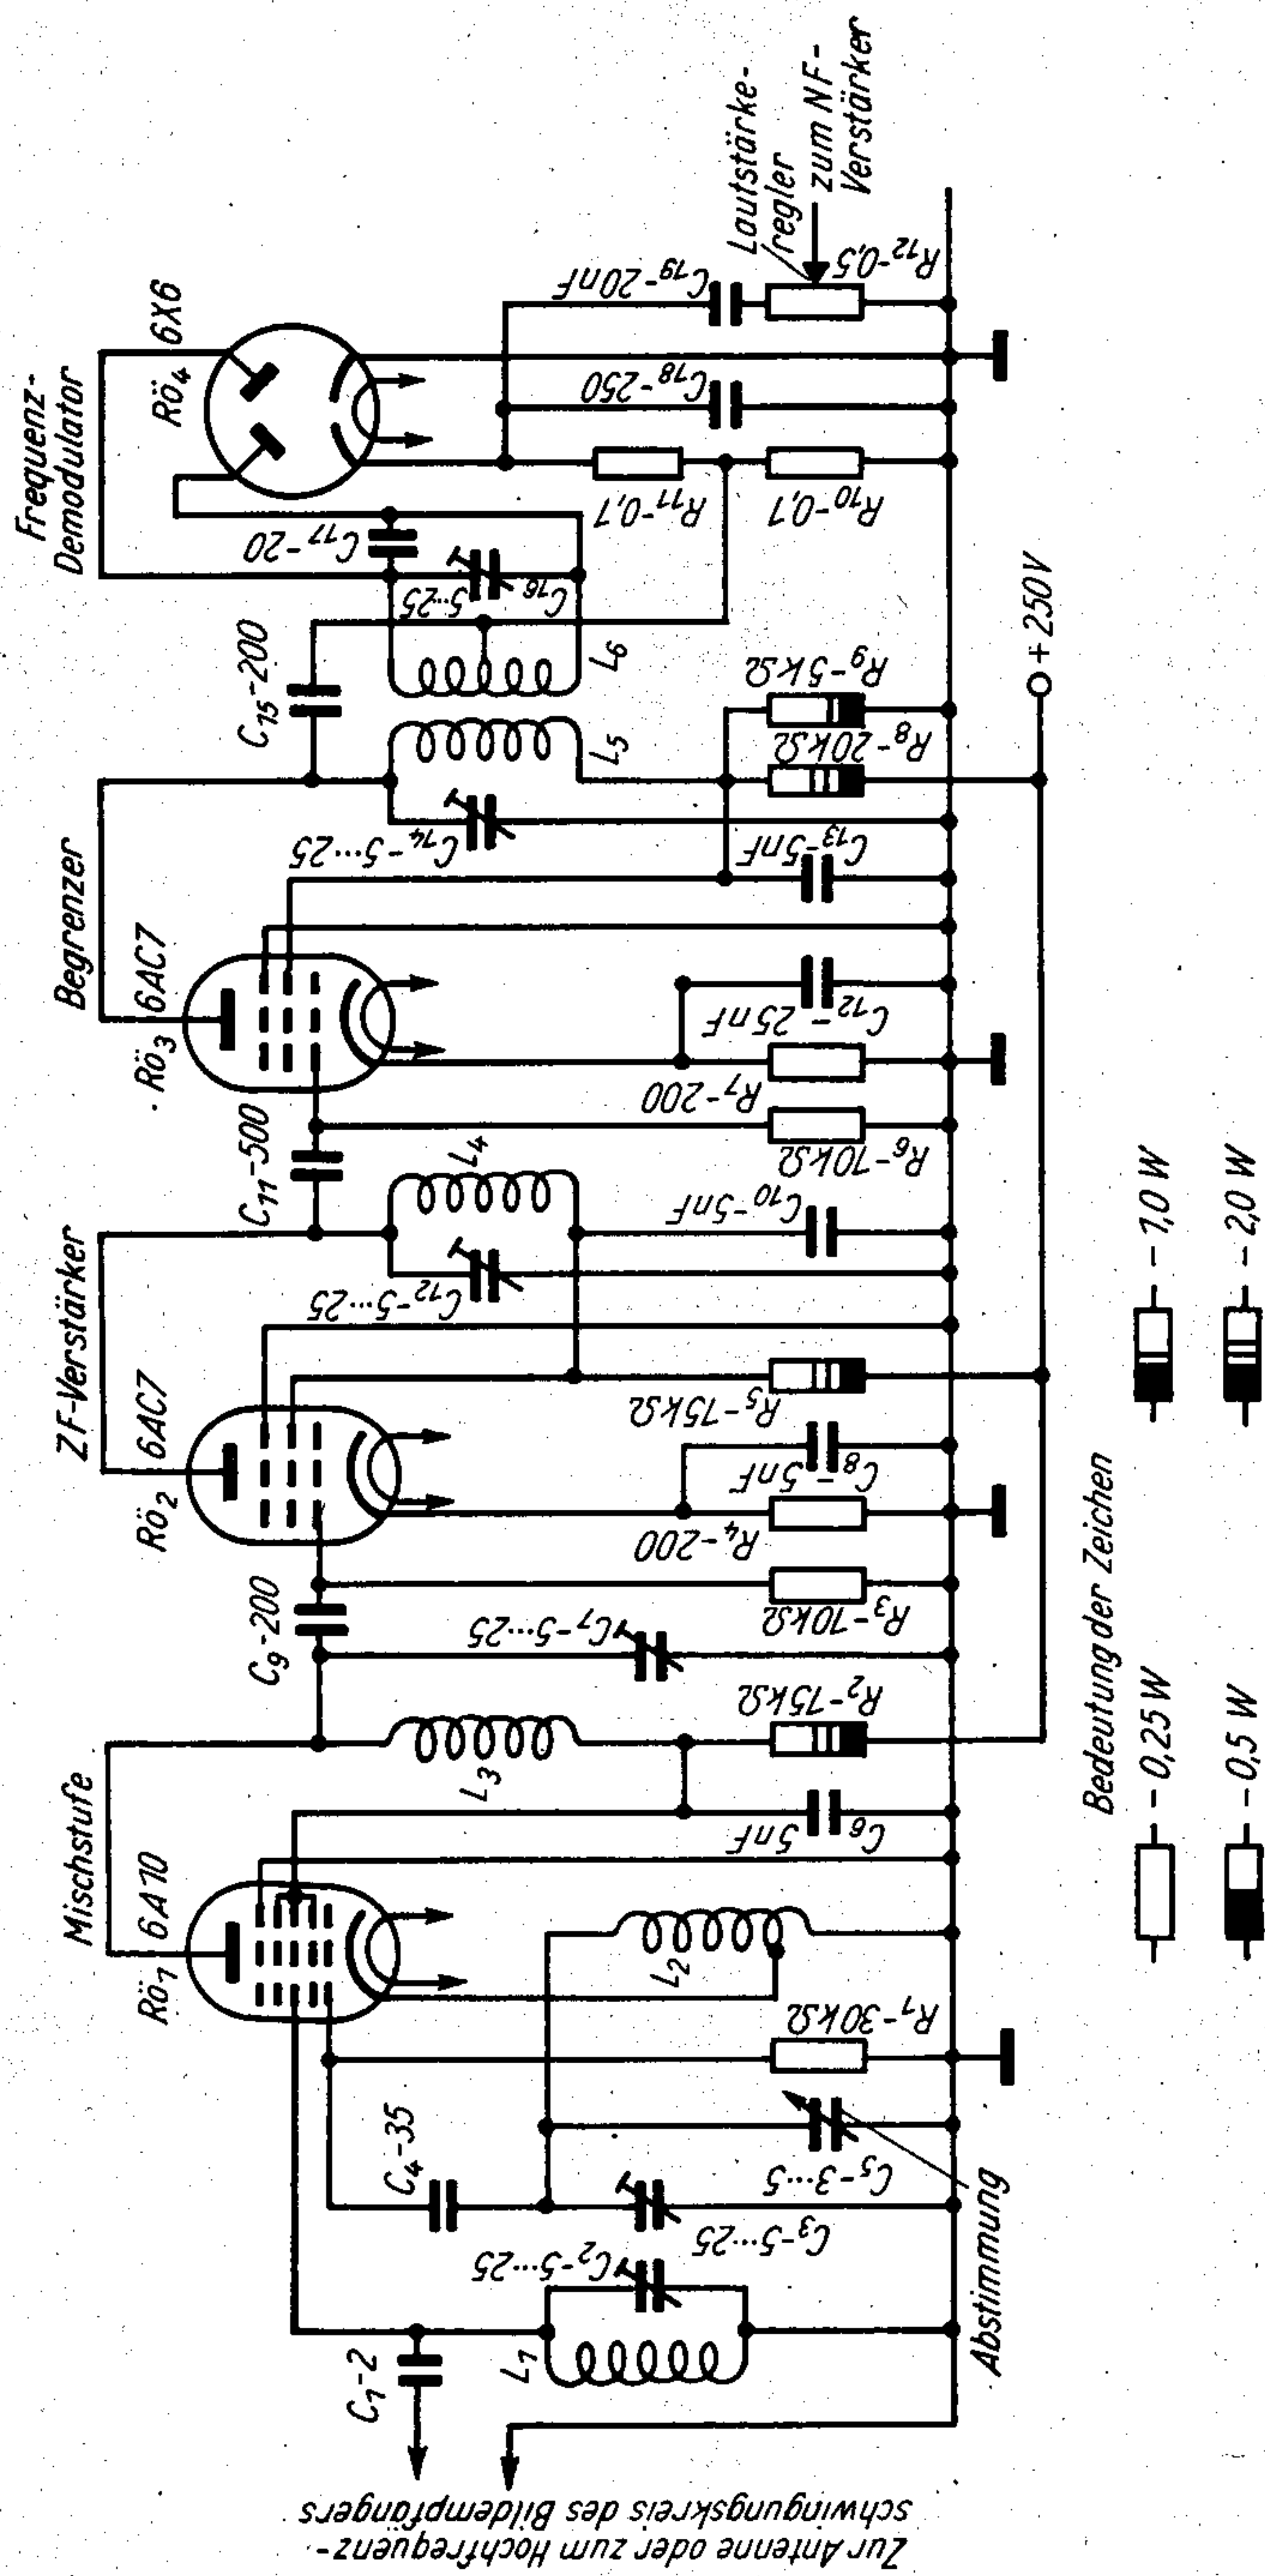 Zur Antenne oder zum Hochfrequenz-
schwingungskreis des Bildempfängers
Mischstufe
Rö1 6A10
C1-2
L1
C2-5...25
C3-5...25
C4-35
C5-3...5
Abstimmung
R1-30kΩ
L2
C6
5nF
L3
R2-15kΩ
C7-5...25
C9-200
R3-10kΩ
ZF-Verstärker
Rö2 6AC7
R4-200
C8-5nF
R5-15kΩ
C12-5...25
L4
C10-5nF
C11-500
R6-10kΩ
Begrenzer
Rö3 6AC7
R7-200
C12-25nF
C13-5nF
C14-5...25
L5
R8-20kΩ
R9-5kΩ
+250V
C15-200
L6
Frequenz-
Demodulator
Rö4 6X6
C16
5...25
C17-20
R11-0,1
R10-0,1
C18-250
C19-20nF
R12-0,5
Lautstärke-
regler
zum NF-
Verstärker
Bedeutung der Zeichen
-0,25 W
-1,0 W
-0,5 W
-2,0 W